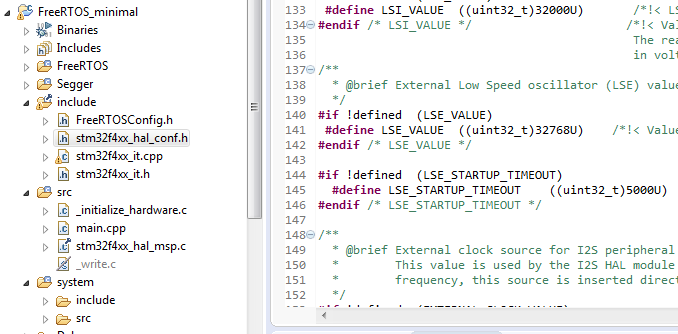 FreeRTOS_minimal
Binaries
Includes
FreeRTOS
Segger
include
FreeRTOSConfig.h
stm32f4xx_hal_conf.h
stm32f4xx_it.cpp
stm32f4xx_it.h
src
_initialize_hardware.c
main.cpp
stm32f4xx_hal_msp.c
_write.c
system
include
src
133 #define LSI_VALUE ((uint32_t)32000U) /*!< LS
134 #endif /* LSI_VALUE */ /*!< Val
135 The rea
136 in volt
137 /**
138 * @brief External Low Speed oscillator (LSE) value
139 */
140 #if !defined (LSE_VALUE)
141 #define LSE_VALUE ((uint32_t)32768U) /*!< Value
142 #endif /* LSE_VALUE */
143
144 #if !defined (LSE_STARTUP_TIMEOUT)
145 #define LSE_STARTUP_TIMEOUT ((uint32_t)5000U)
146 #endif /* LSE_STARTUP_TIMEOUT */
147
148 /**
149 * @brief External clock source for I2S peripheral
150 * This value is used by the I2S HAL module
151 * frequency, this source is inserted direct
152 */